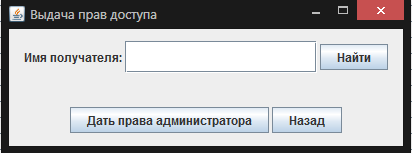 Выдача прав доступа
Имя получателя: Найти
Дать права администратора Назад